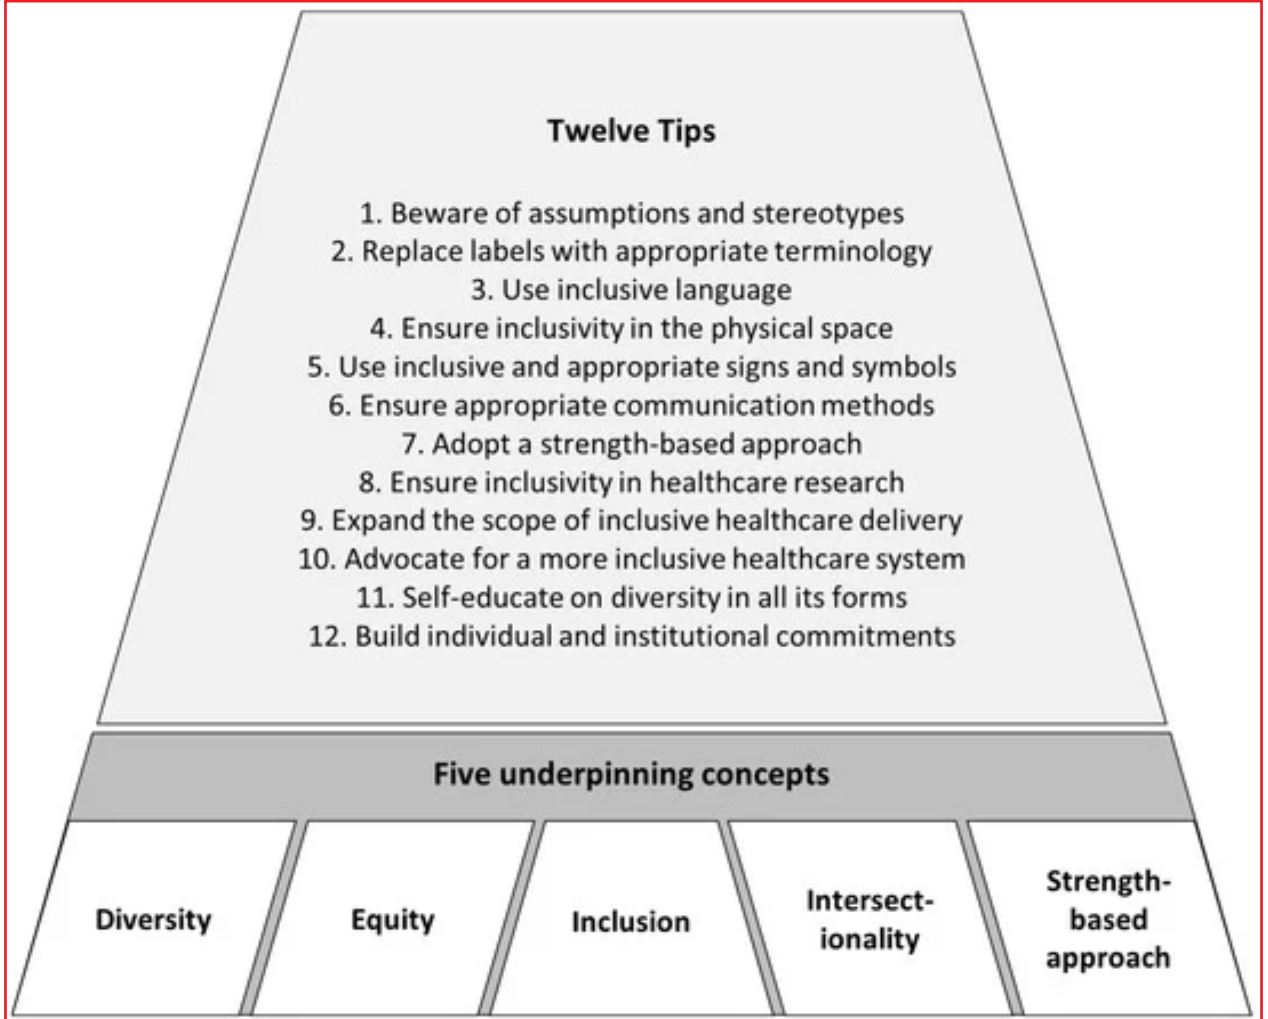 Twelve Tips
1. Beware of assumptions and stereotypes
2. Replace labels with appropriate terminology
3. Use inclusive language
4. Ensure inclusivity in the physical space
5. Use inclusive and appropriate signs and symbols
6. Ensure appropriate communication methods
7. Adopt a strength-based approach
8. Ensure inclusivity in healthcare research
9. Expand the scope of inclusive healthcare delivery
10. Advocate for a more inclusive healthcare system
11. Self-educate on diversity in all its forms
12. Build individual and institutional commitments
Five underpinning concepts
Diversity
Equity
Inclusion
Intersect-
ionality
Strength-
based
approach